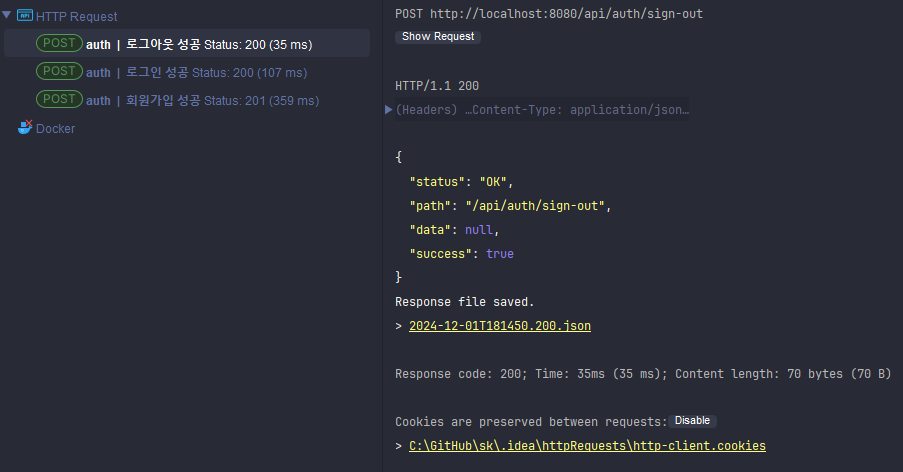 HTTP Request
POST auth | 로그아웃 성공 Status: 200 (35 ms)
POST auth | 로그인 성공 Status: 200 (107 ms)
POST auth | 회원가입 성공 Status: 201 (359 ms)
Docker
POST http://localhost:8080/api/auth/sign-out
Show Request
HTTP/1.1 200
(Headers) …Content-Type: application/json…
{
"status": "OK",
"path": "/api/auth/sign-out",
"data": null,
"success": true
}
Response file saved.
> 2024-12-01T181450.200.json
Response code: 200; Time: 35ms (35 ms); Content length: 70 bytes (70 B)
Cookies are preserved between requests: Disable
> C:\GitHub\sk\.idea\httpRequests\http-client.cookies